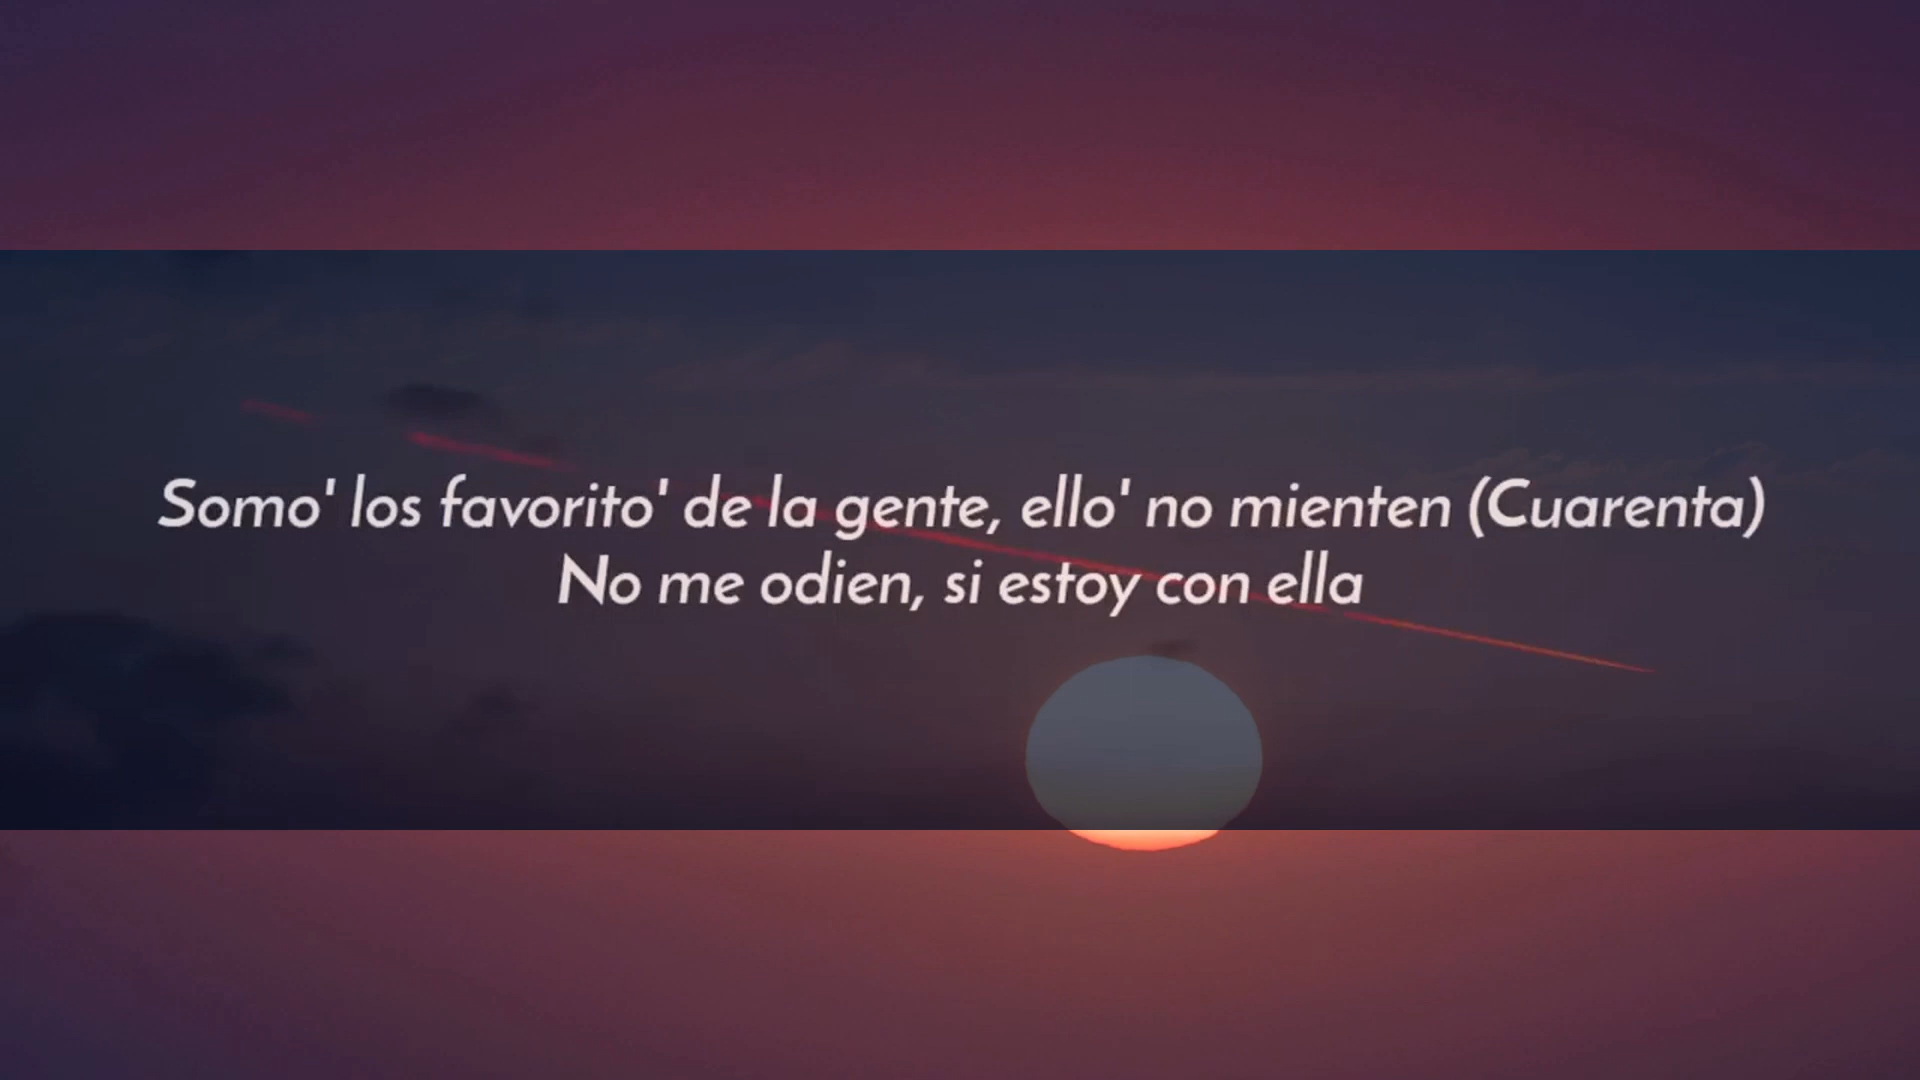 Somo' los favorito' de la gente, ello' no mienten (Cuarenta)
No me odien, si estoy con ella